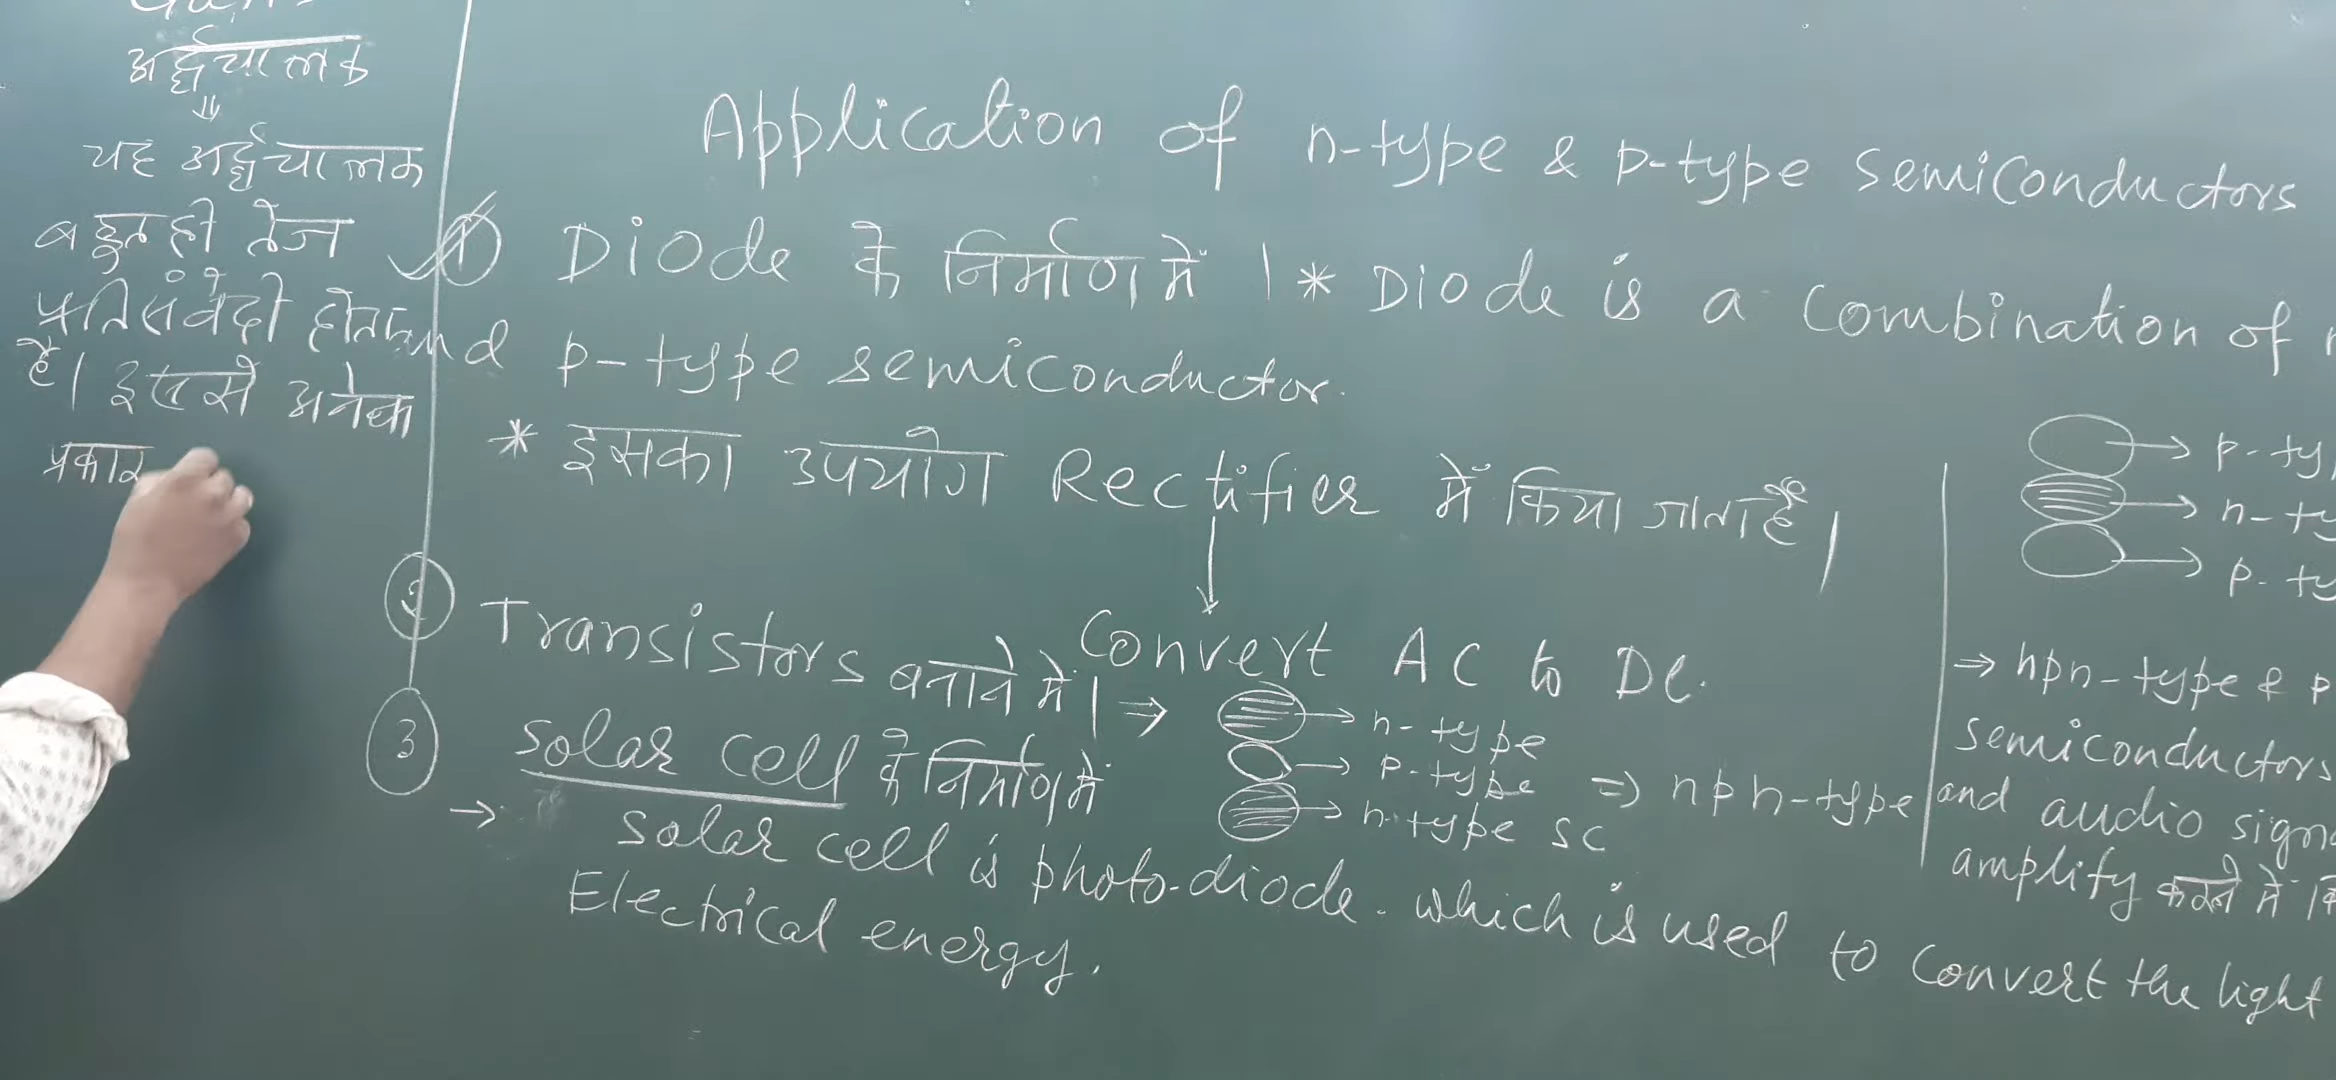 अर्द्धचालक
⇓
यह अर्द्धचालक
बहुत ही तेज
प्रतिसंवेदी होता
है। इससे अनेक
प्रकार
Application of n-type & p-type semiconductors
① Diode के निर्माण में । * Diode is a combination of
and p-type semiconductor.
* इसका उपयोग Rectifier में किया जाता है।
↓
Convert AC to DC.
② Transistors बनाने में। ⇒
→ n-type
→ p-type
→ n-type SC
⇒ npn-type
③ Solar cell के निर्माण में
→ Solar cell is photo-diode. which is used to convert the light
Electrical energy.
→ p-ty
→ n-ty
→ p-ty
⇒ npn-type & p
semiconductors
and audio signa
amplify करने में।